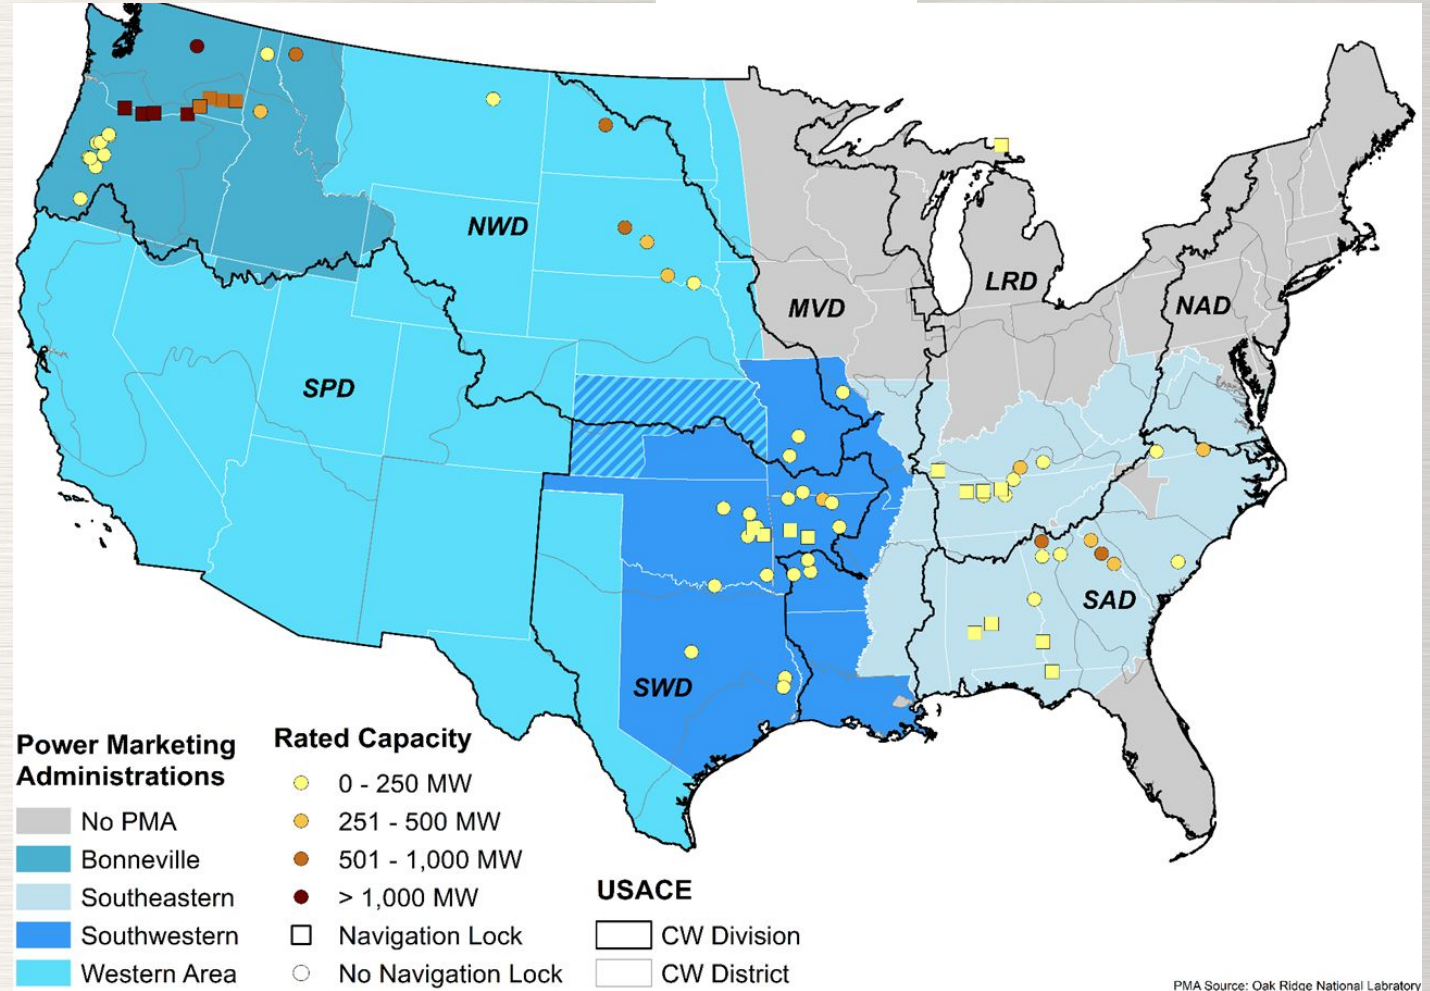 NWD
LRD
MVD
NAD
SPD
SAD
SWD
Power Marketing
Administrations
No PMA
Bonneville
Southeastern
Southwestern
Western Area
Rated Capacity
0 - 250 MW
251 - 500 MW
501 - 1,000 MW
> 1,000 MW
Navigation Lock
No Navigation Lock
USACE
CW Division
CW District
PMA Source: Oak Ridge National Labratory